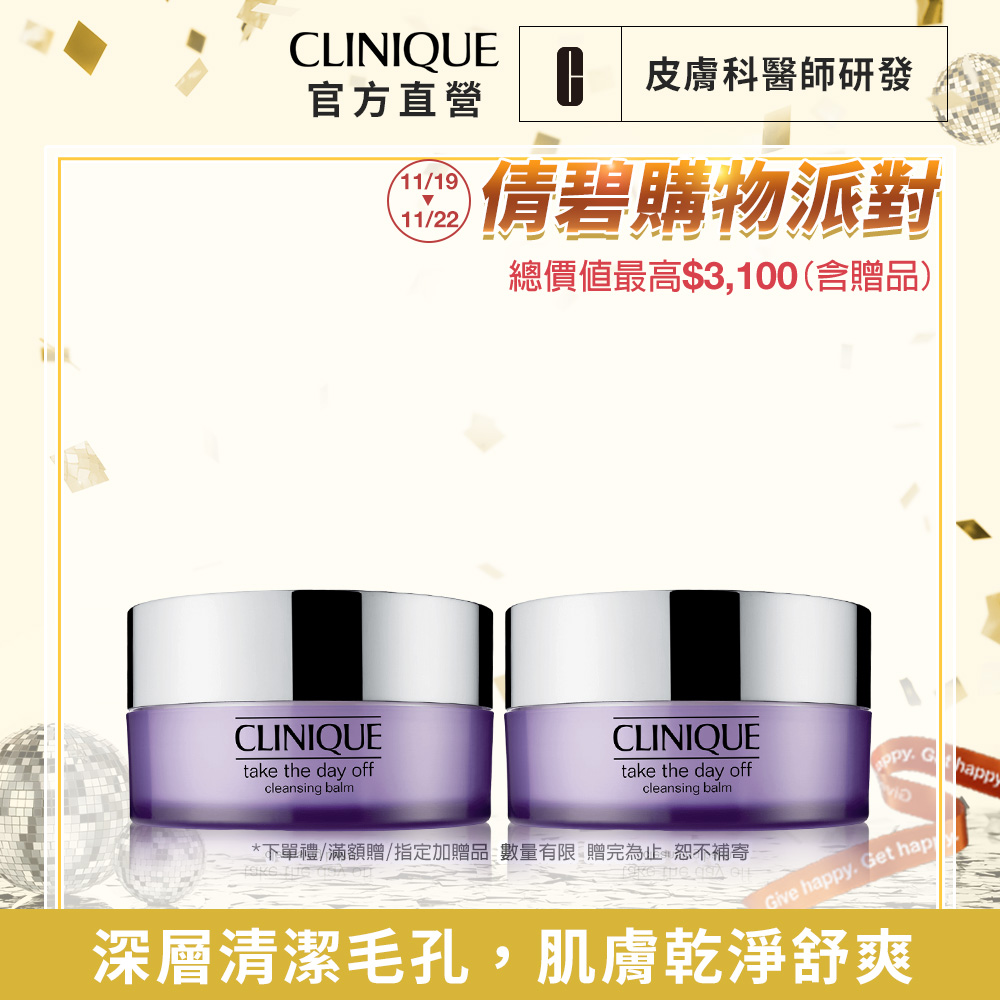 CLINIQUE
官方直營
皮膚科醫師研發
11/19
▼
11/22
倩碧購物派對
總價值最高$3,100(含贈品)
CLINIQUE
take the day off
cleansing balm
CLINIQUE
take the day off
cleansing balm
appy. Get happy
*下單禮/滿額贈/指定加贈品 數量有限 贈完為止 恕不補寄
Give happy. Get happy.
深層清潔毛孔，肌膚乾淨舒爽